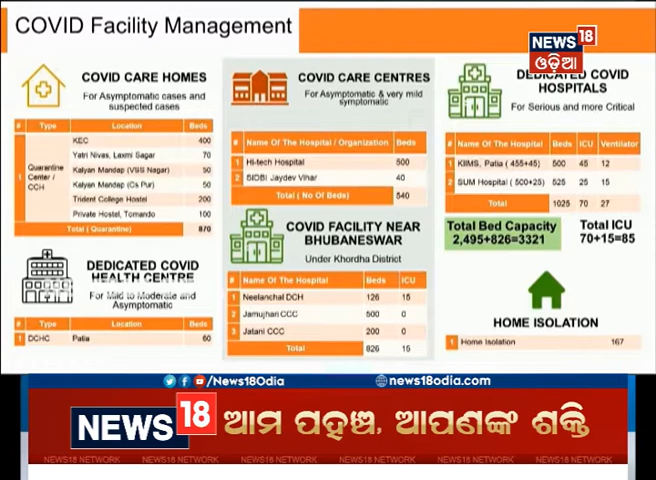 COVID Facility Management
NEWS 18
ଓଡ଼ିଆ
COVID CARE HOMES
For Asymptomatic cases and
suspected cases
# Type Location Beds
1 Quarantine Center / CCH
KEC 400
Yatri Nivas, Laxmi Sagar 70
Kalyan Mandap (VSS Nagar) 50
Kalyan Mandap (Cs Pur) 50
Trident College Hostel 200
Private Hostel, Tomando 100
Total ( Quarantine) 870
DEDICATED COVID
HEALTH CENTRE
For Mild to Moderate and
Asymptomatic
# Type Location Beds
1 DCHC Patia 60
COVID CARE CENTRES
For Asymptomatic & very mild
symptomatic
# Name Of The Hospital / Organization Beds
1 Hi-tech Hospital 500
2 SIDBI Jaydev Vihar 40
Total ( No Of Beds) 540
COVID FACILITY NEAR
BHUBANESWAR
Under Khordha District
# Name Of The Hospital Beds ICU
1 Neelanchal DCH 126 15
2 Jamujhari CCC 500 0
3 Jatani CCC 200 0
Total 826 15
DEDICATED COVID
HOSPITALS
For Serious and more Critical
# Name Of The Hospital Beds ICU Ventilator
1 KIIMS, Patia ( 455+45) 500 45 12
2 SUM Hospital ( 500+25) 525 25 15
Total 1025 70 27
Total Bed Capacity
2,495+826=3321
Total ICU
70+15=85
HOME ISOLATION
1 Home Isolation 167
/News18Odia
news18odia.com
NEWS 18 ଆମ ପହଞ୍ଚ, ଆପଣଙ୍କ ଶକ୍ତି
NEWS18 NETWORK NEWS18 NETWORK NEWS18 NETWORK NEWS18 NETWORK NEWS18 NETWORK NEWS18 NETWORK